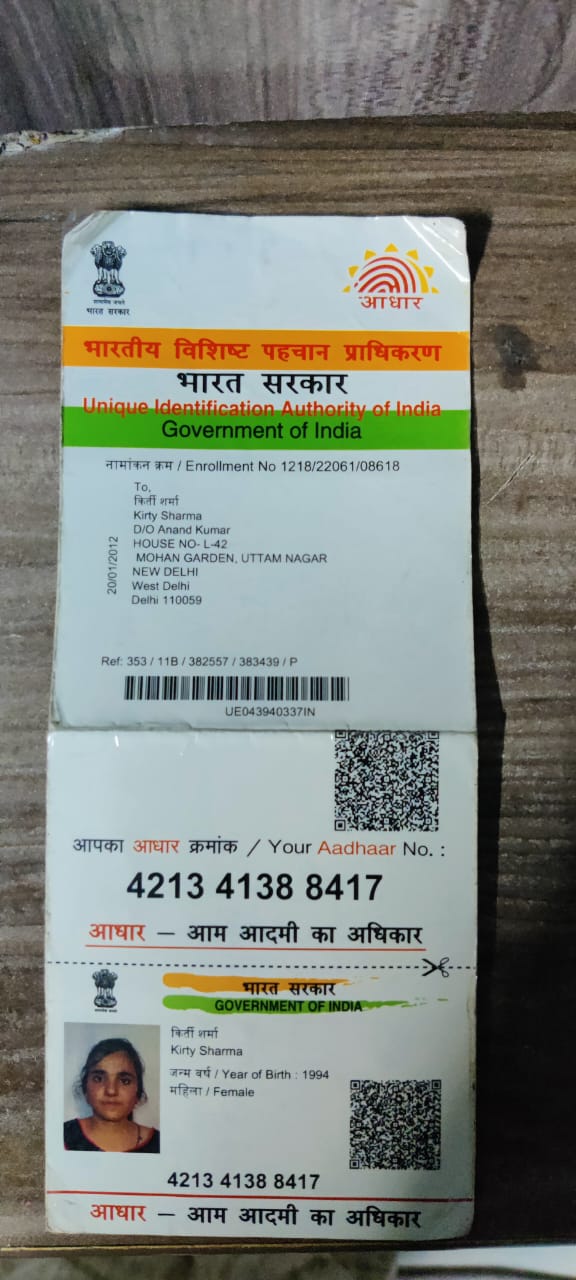 सत्यमेव जयते
भारत सरकार
आधार
भारतीय विशिष्ट पहचान प्राधिकरण
भारत सरकार
Unique Identification Authority of India
Government of India
नामांकन क्रम / Enrollment No 1218/22061/08618
To,
किर्ती शर्मा
Kirty Sharma
D/O Anand Kumar
HOUSE NO- L-42
MOHAN GARDEN, UTTAM NAGAR
NEW DELHI
West Delhi
Delhi 110059
20/01/2012
Ref: 353 / 11B / 382557 / 383439 / P
UE043940337IN
आपका आधार क्रमांक / Your Aadhaar No. :
4213 4138 8417
आधार – आम आदमी का अधिकार
भारत सरकार
GOVERNMENT OF INDIA
किर्ती शर्मा
Kirty Sharma
जन्म वर्ष / Year of Birth : 1994
महिला / Female
4213 4138 8417
आधार – आम आदमी का अधिकार